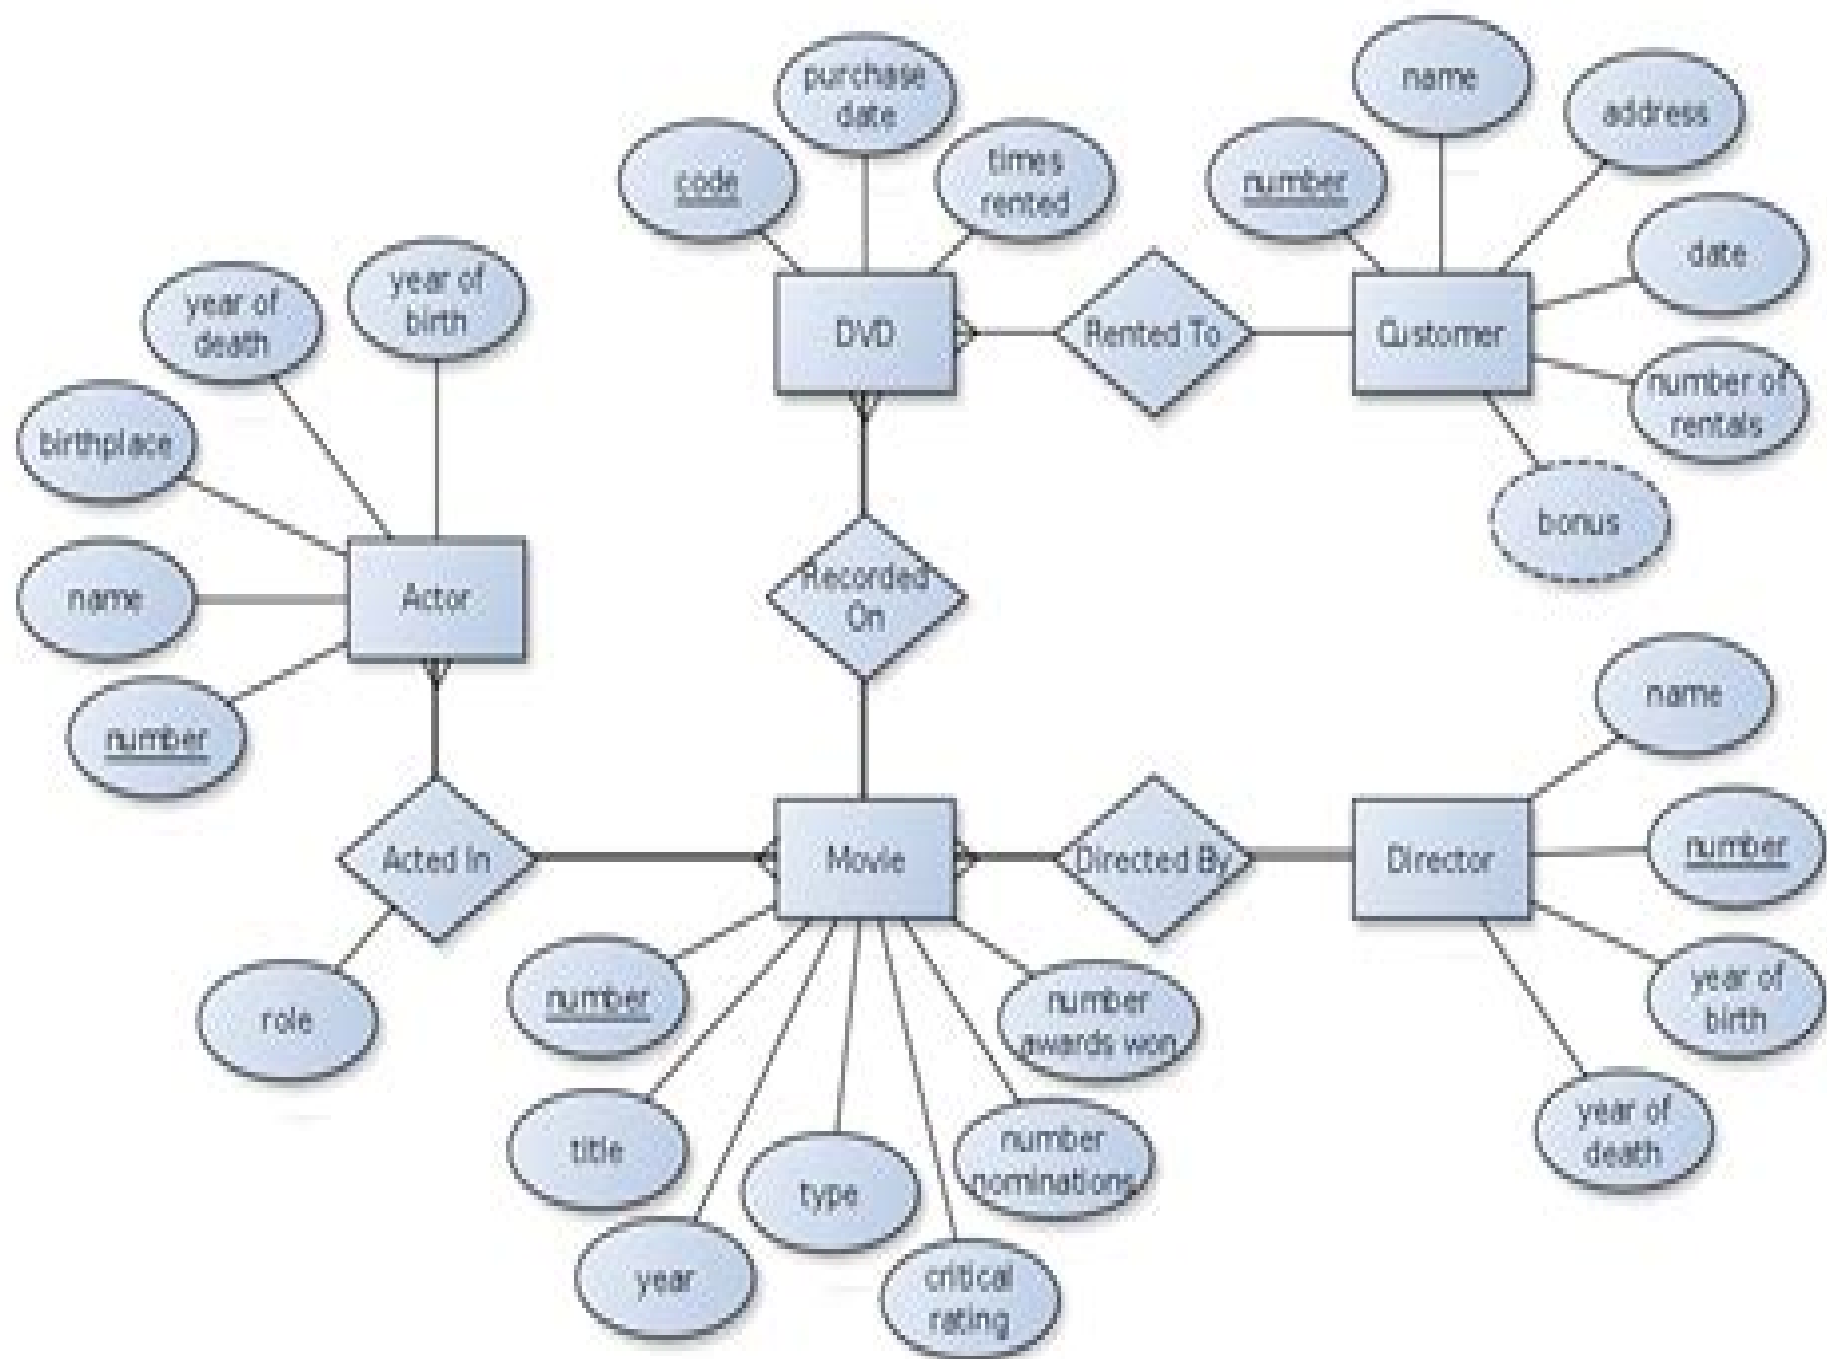 name
purchase
date
address
code
times
rented
number
date
year of
birth
year of
death
DVD
Rented To
Customer
number of
rentals
birthplace
bonus
name
Actor
Recorded
On
name
number
Acted In
Movie
Directed By
Director
number
role
number
number
awards won
year of
birth
title
number
nominations
year of
death
type
year
critical
rating